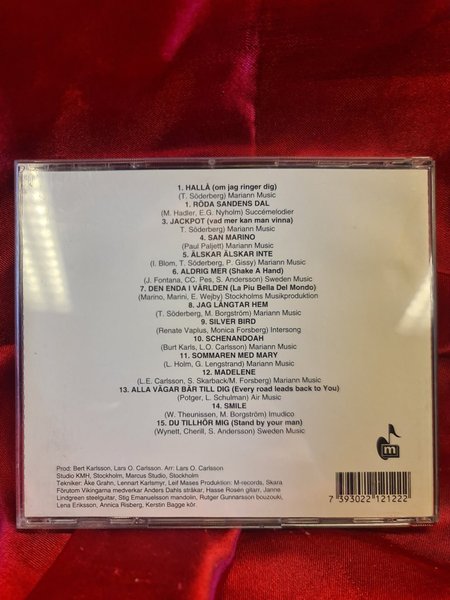 1. HALLÅ (om jag ringer dig)
(T. Söderberg) Mariann Music
1. RÖDA SANDENS DAL
(M. Hadler, E.G. Nyholm) Succémelodier
3. JACKPOT (vad mer kan man vinna)
T. Söderberg) Mariann Music
4. SAN MARINO
(Paul Paljett) Mariann Music
5. ÄLSKAR ÄLSKAR INTE
(I. Blom, T. Söderberg, P. Gissy) Mariann Music
6. ALDRIG MER (Shake A Hand)
(J. Fontana, CC. Pes, S. Andersson) Sweden Music
7. DEN ENDA I VÄRLDEN (La Piu Bella Del Mondo)
(Marino, Marini, E. Wejby) Stockholms Musikproduktion
8. JAG LÄNGTAR HEM
(T. Söderberg, M. Borgström) Mariann Music
9. SILVER BIRD
(Renate Vaplus, Monica Forsberg) Intersong
10. SCHENANDOAH
(Burt Karls, L.O. Carlsson) Mariann Music
11. SOMMAREN MED MARY
(L. Holm, G. Lengstrand) Mariann Music
12. MADELENE
(L.E. Carlsson, S. Skarback/M. Forsberg) Mariann Music
13. ALLA VÄGAR BÄR TILL DIG (Every road leads back to You)
(Potger, L. Schulman) Air Music
14. SMILE
(W. Theunissen, M. Borgström) Imudico
15. DU TILLHÖR MIG (Stand by your man)
(Wynett, Cherill, S. Andersson) Sweden Music
m
Prod: Bert Karlsson, Lars O. Carlsson. Arr: Lars O. Carlsson
Studio KMH, Stockholm, Marcus Studio, Stockholm
Tekniker: Åke Grahn, Lennart Karlsmyr, Leif Mases Produktion: M-records, Skara
Förutom Vikingarna medverkar Anders Dahls stråkar, Hasse Rosén gitarr, Janne
Lindgreen steelguitar, Stig Emanuelsson mandolin, Rutger Gunnarsson bouzouki,
Lena Eriksson, Annica Risberg, Kerstin Bagge kör.
7 393022 121222